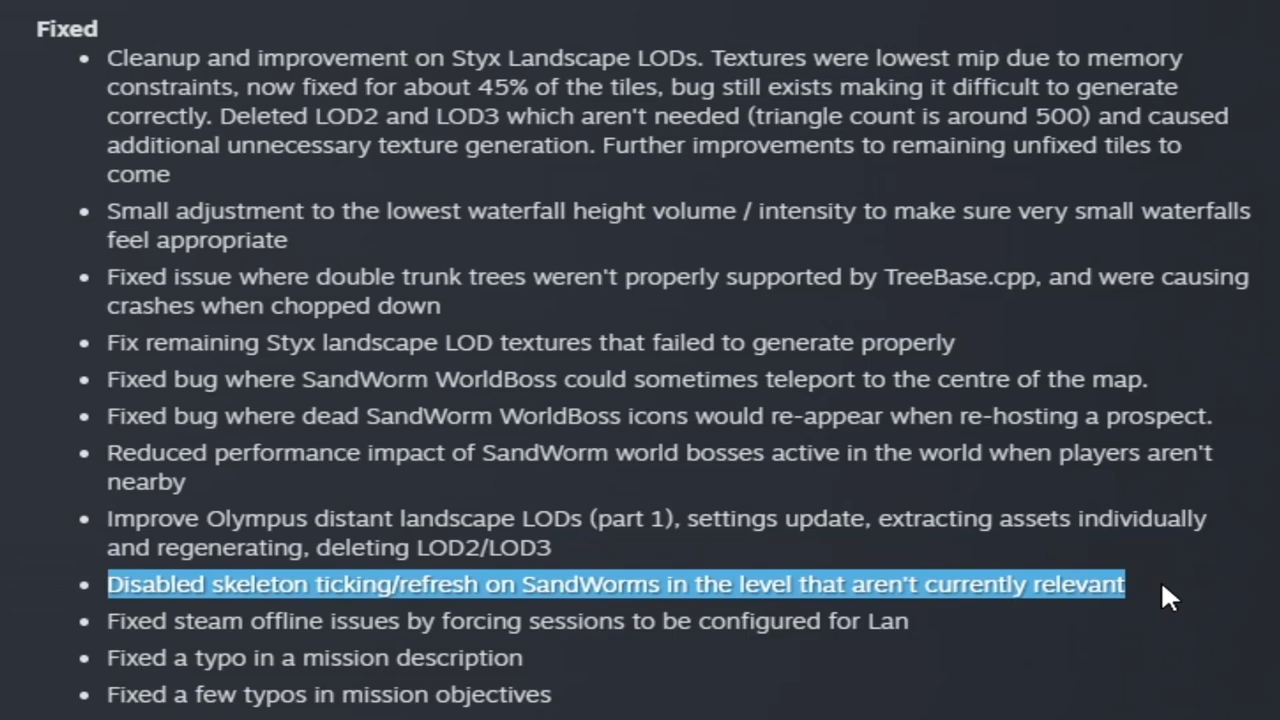 Fixed
• Cleanup and improvement on Styx Landscape LODs. Textures were lowest mip due to memory
constraints, now fixed for about 45% of the tiles, bug still exists making it difficult to generate
correctly. Deleted LOD2 and LOD3 which aren't needed (triangle count is around 500) and caused
additional unnecessary texture generation. Further improvements to remaining unfixed tiles to
come
• Small adjustment to the lowest waterfall height volume / intensity to make sure very small waterfalls
feel appropriate
• Fixed issue where double trunk trees weren't properly supported by TreeBase.cpp, and were causing
crashes when chopped down
• Fix remaining Styx landscape LOD textures that failed to generate properly
• Fixed bug where SandWorm WorldBoss could sometimes teleport to the centre of the map.
• Fixed bug where dead SandWorm WorldBoss icons would re-appear when re-hosting a prospect.
• Reduced performance impact of SandWorm world bosses active in the world when players aren't
nearby
• Improve Olympus distant landscape LODs (part 1), settings update, extracting assets individually
and regenerating, deleting LOD2/LOD3
• Disabled skeleton ticking/refresh on SandWorms in the level that aren't currently relevant
• Fixed steam offline issues by forcing sessions to be configured for Lan
• Fixed a typo in a mission description
• Fixed a few typos in mission objectives